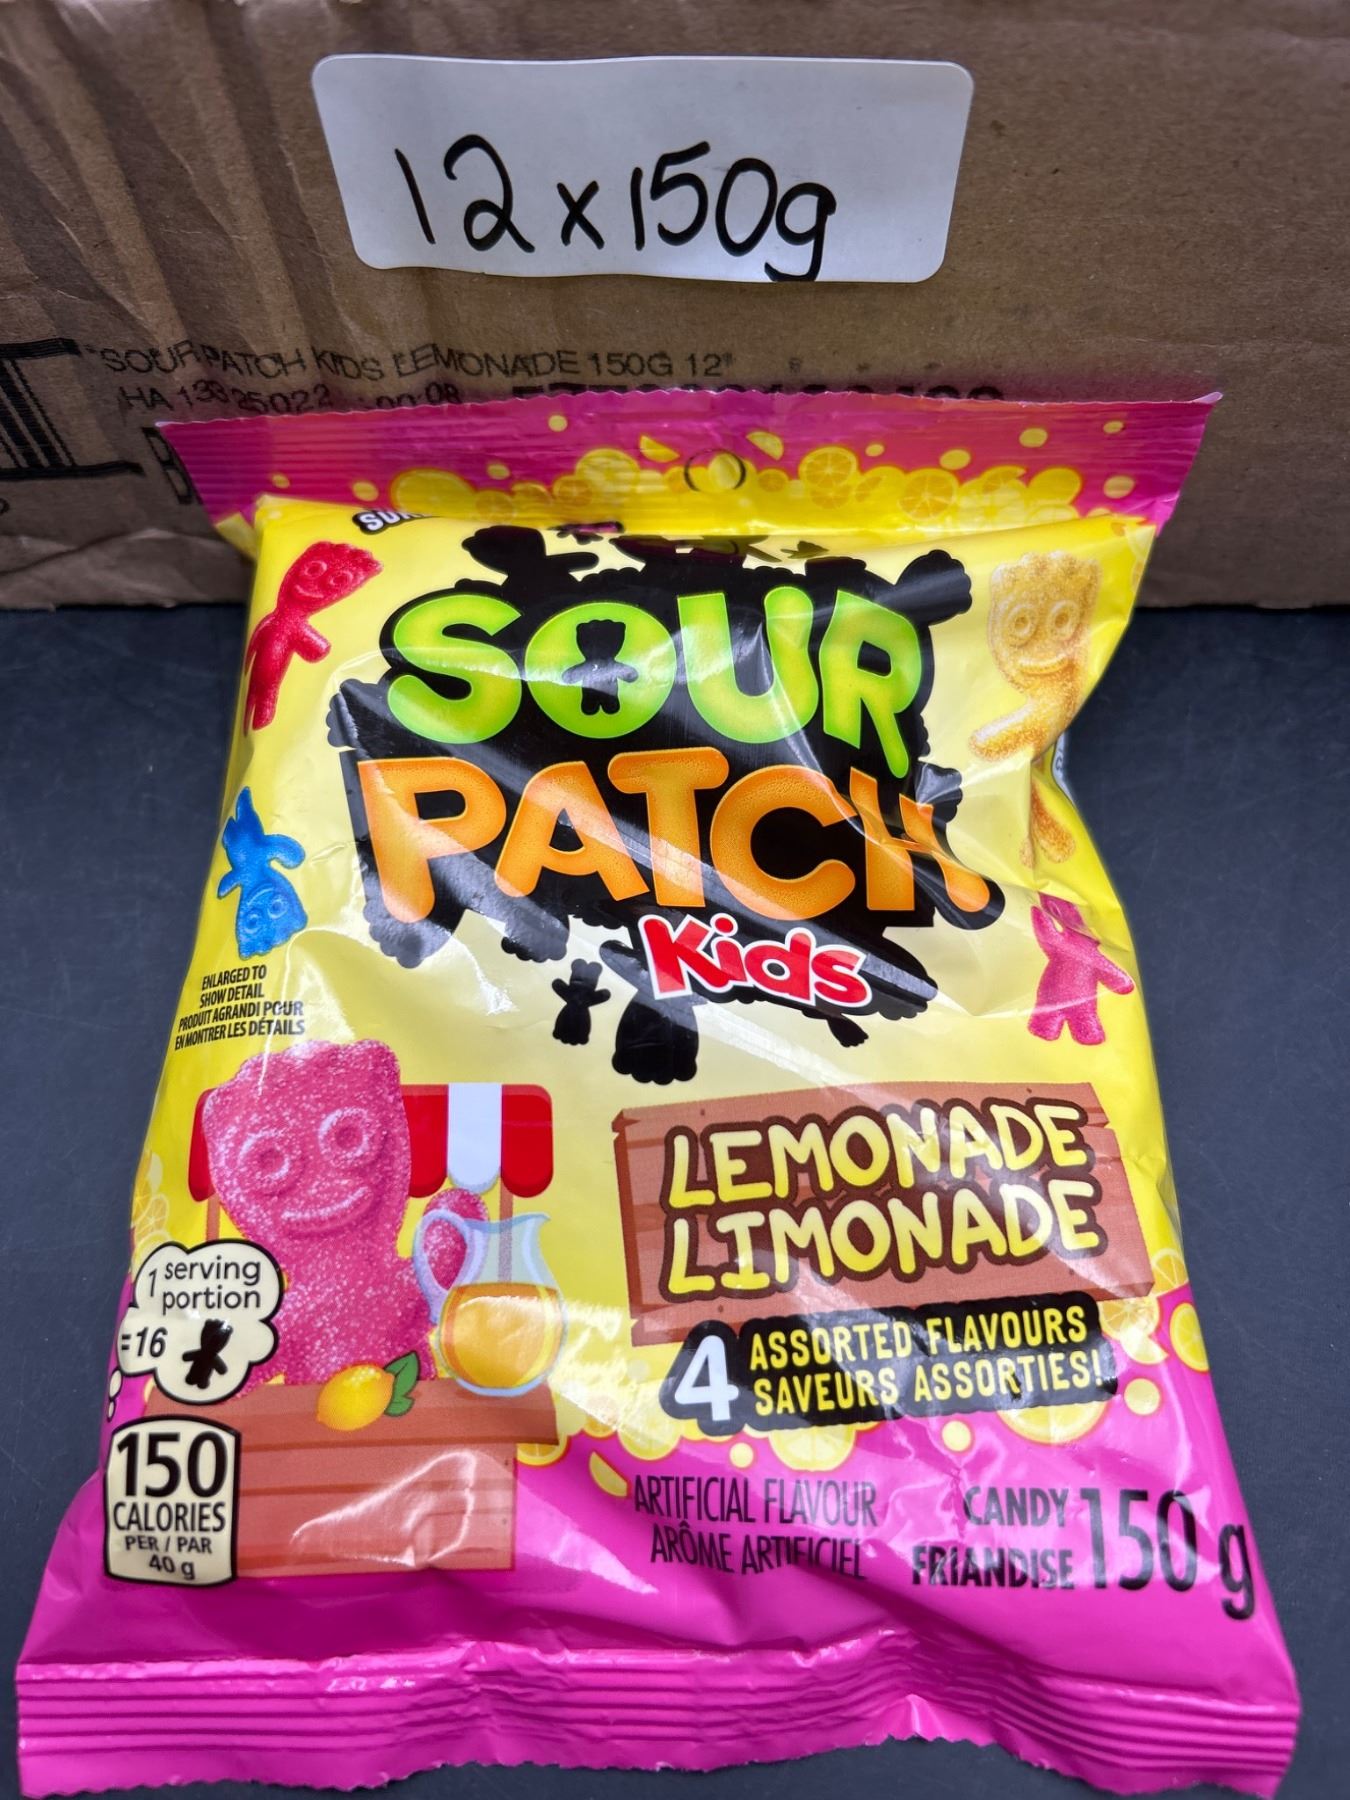 12 x 150g
SOUR PATCH KIDS LEMONADE 150G 12
HA
SOUR
PATCH
Kids
ENLARGED TO
SHOW DETAIL
PRODUIT AGRANDI POUR
EN MONTRER LES DÉTAILS
LEMONADE
LIMONADE
1 serving
portion
=16
4 ASSORTED FLAVOURS
SAVEURS ASSORTIES!
150
CALORIES
PER / PAR
40 g
ARTIFICIAL FLAVOUR
ARÔME ARTIFICIEL
CANDY
FRIANDISE
150 g